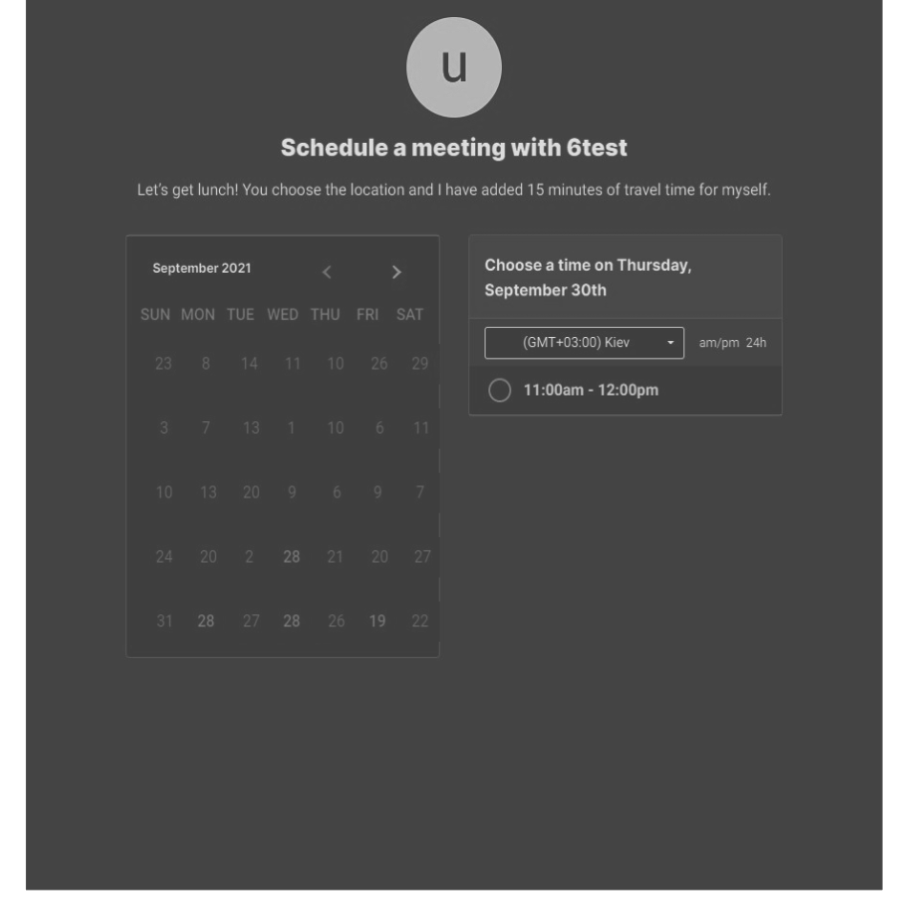 u
Schedule a meeting with 6test
Let's get lunch! You choose the location and I have added 15 minutes of travel time for myself.
September 2021
SUN MON TUE WED THU FRI SAT
23 8 14 11 10 26 29
3 7 13 1 10 6 11
10 13 20 9 6 9 7
24 20 2 28 21 20 27
31 28 27 28 26 19 22
Choose a time on Thursday,
September 30th
(GMT+03:00) Kiev am/pm 24h
11:00am - 12:00pm